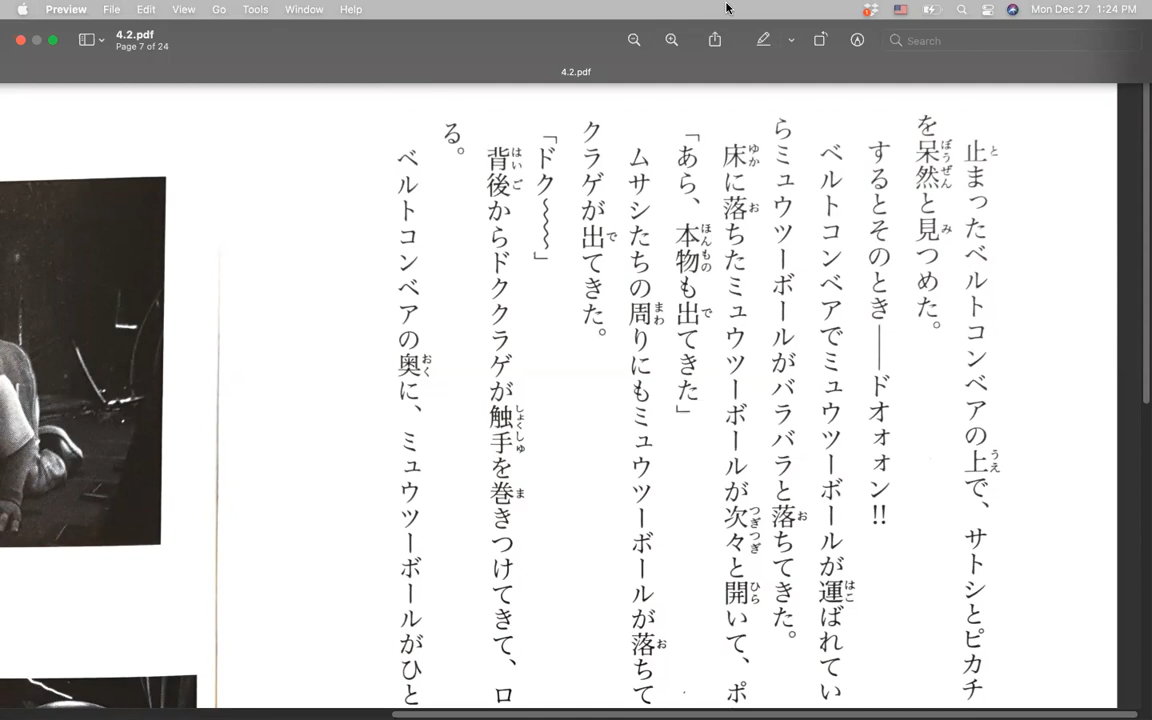 Preview File Edit View Go Tools Window Help Mon Dec 27 1:24 PM
4.2.pdf
Page 7 of 24
Search
4.2.pdf
止まったベルトコンベアの上で、サトシとピカチ
を呆然と見つめた。
するとそのとき――ドオォォン!!
ベルトコンベアでミュウツーボールが運ばれてい
らミュウツーボールがバラバラと落ちてきた。
床に落ちたミュウツーボールが次々と開いて、ポ
「あら、本物も出てきた」
ムサシたちの周りにもミュウツーボールが落ちて
クラゲが出てきた。
「ドク〜〜〜」
背後からドククラゲが触手を巻きつけてきて、ロ
る。
ベルトコンベアの奥に、ミュウツーボールがひと